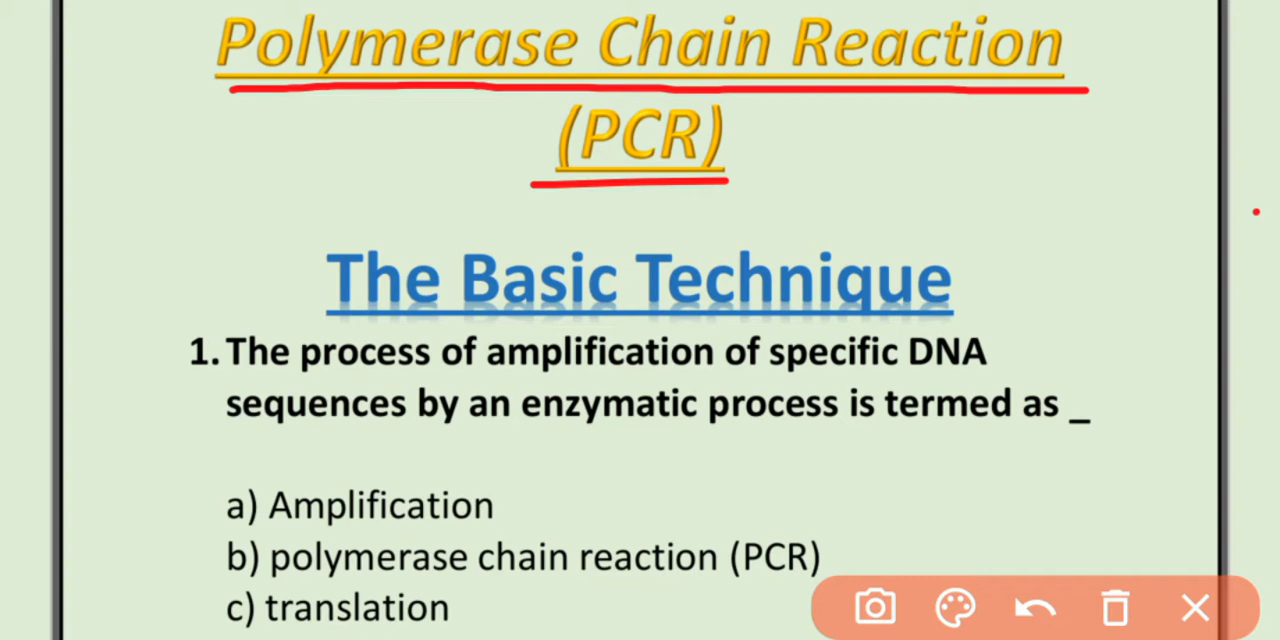 Polymerase Chain Reaction
(PCR)
The Basic Technique
1. The process of amplification of specific DNA
sequences by an enzymatic process is termed as _
a) Amplification
b) polymerase chain reaction (PCR)
c) translation